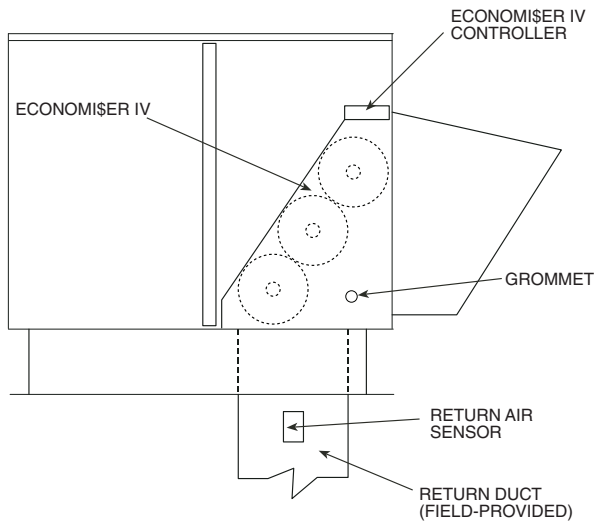 ECONOMI$ER IV
CONTROLLER
ECONOMI$ER IV
GROMMET
RETURN AIR
SENSOR
RETURN DUCT
(FIELD-PROVIDED)